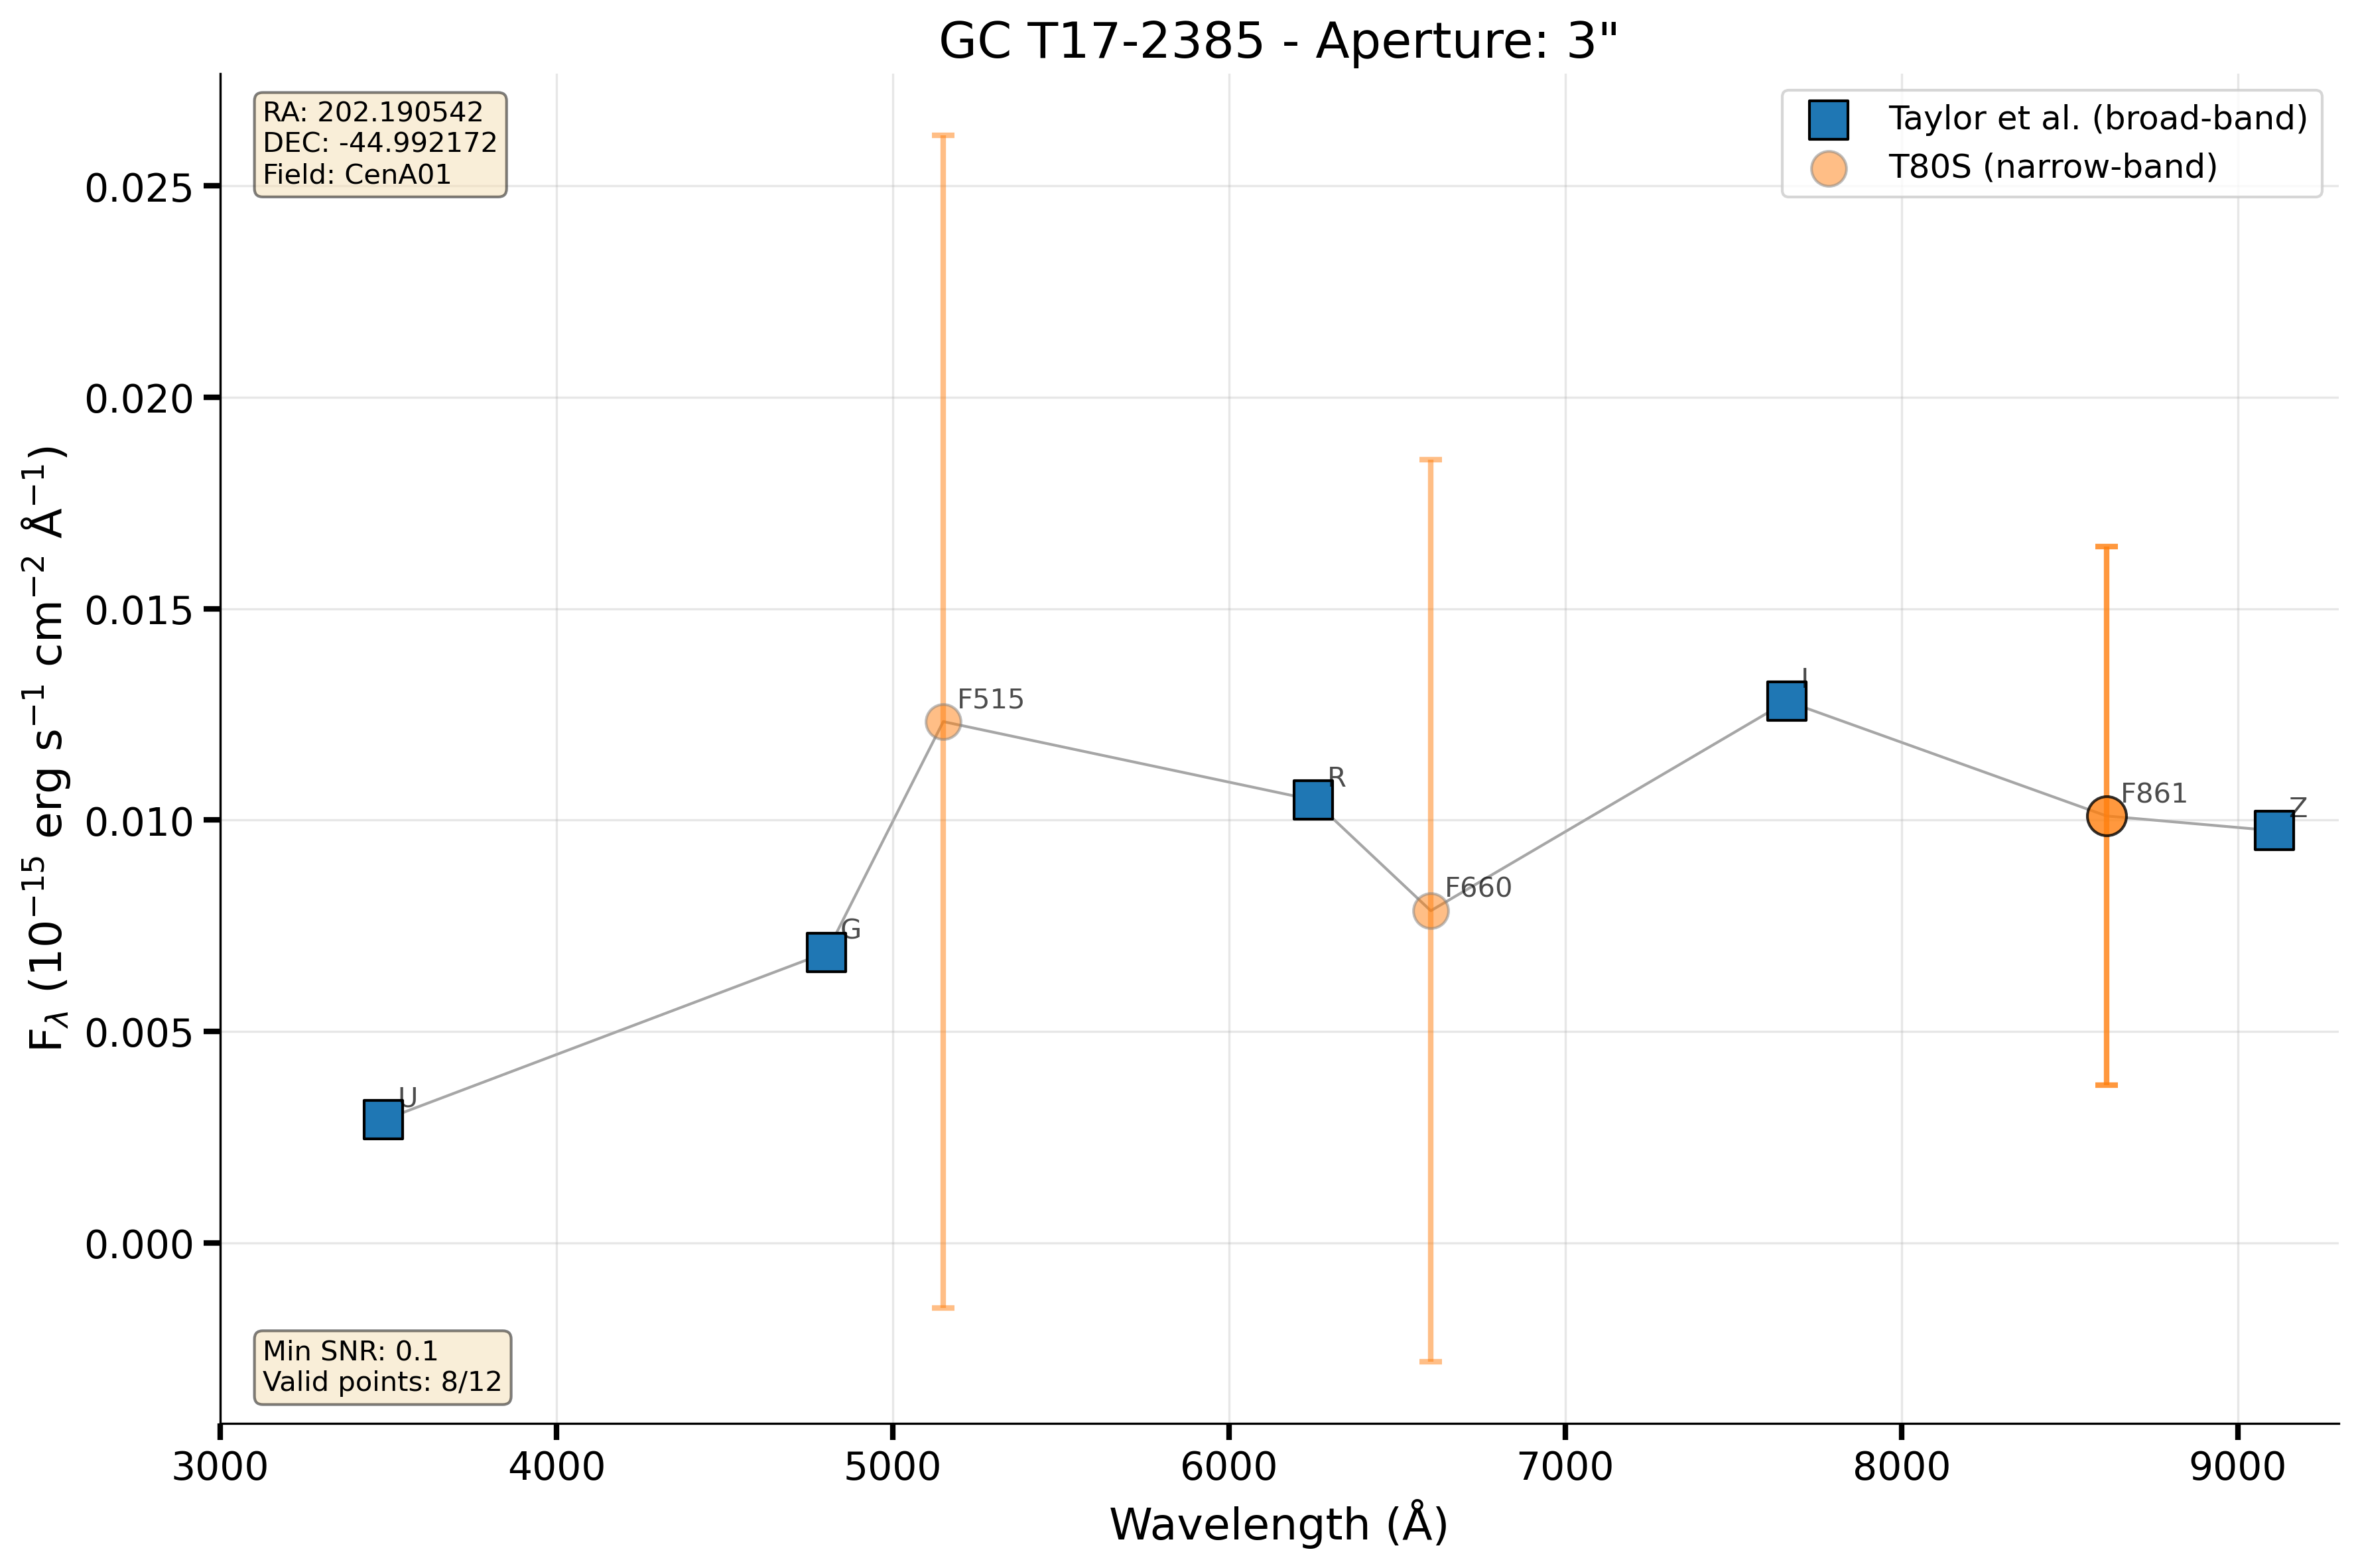 GC T17-2385 - Aperture: 3"
RA: 202.190542
DEC: -44.992172
Field: CenA01
Taylor et al. (broad-band)
T80S (narrow-band)
0.025
0.020
0.015
0.010
0.005
0.000
Fλ (10⁻¹⁵ erg s⁻¹ cm⁻² Å⁻¹)
U
G
F515
R
F660
I
F861
Z
Min SNR: 0.1
Valid points: 8/12
3000 4000 5000 6000 7000 8000 9000
Wavelength (Å)